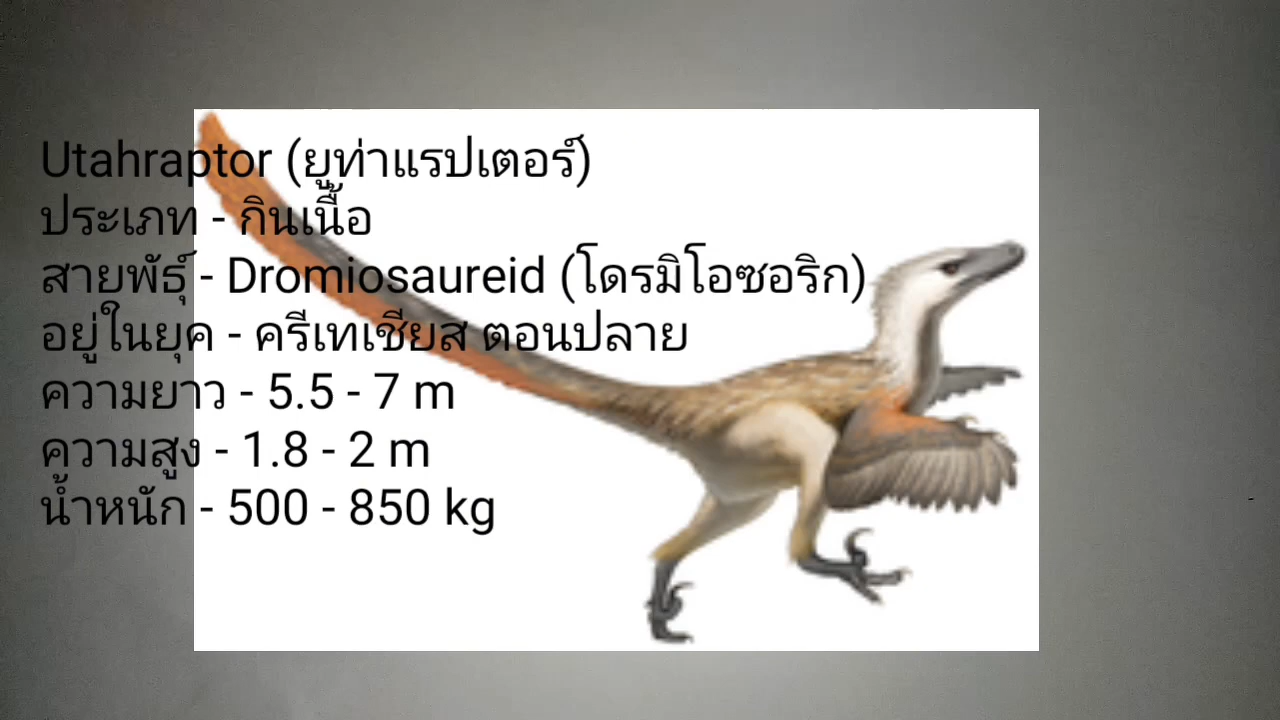 Utahraptor (ยูท่าแรปเตอร์)
ประเภท - กินเนื้อ
สายพัธุ์ - Dromiosaureid (โดรมิโอซอริก)
อยู่ในยุค - ครีเทเชียส ตอนปลาย
ความยาว - 5.5 - 7 m
ความสูง - 1.8 - 2 m
น้ำหนัก - 500 - 850 kg